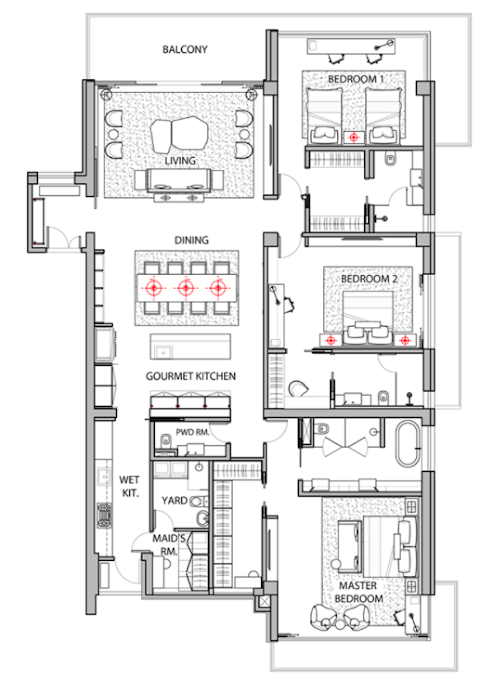 BALCONY
BEDROOM 1
LIVING
DINING
BEDROOM 2
GOURMET KITCHEN
PWD RM.
WET
KIT.
YARD
MAID'S
RM.
MASTER
BEDROOM